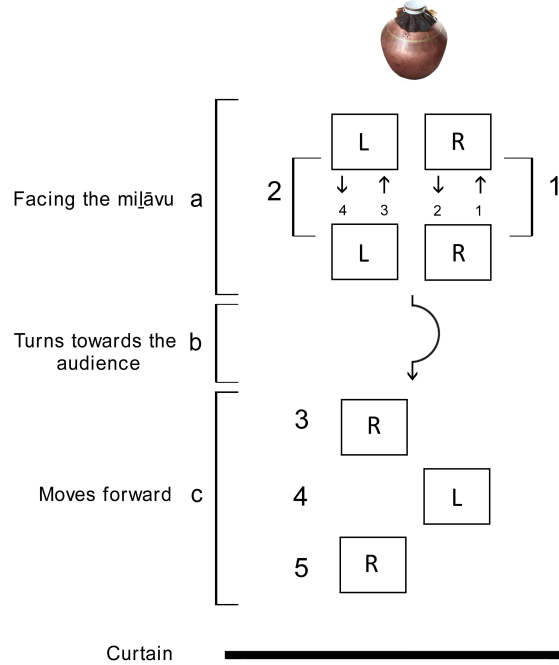 L R
2 1
Facing the miḻāvu a
4 3 2 1
L R
Turns towards the b
audience
3 R
Moves forward c 4 L
5 R
Curtain